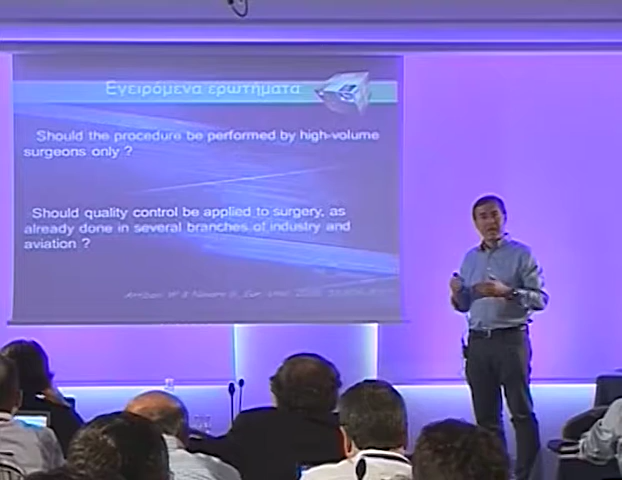 Εγειρόμενα ερωτήματα
Should the procedure be performed by high-volume
surgeons only ?
Should quality control be applied to surgery, as
already done in several branches of industry and
aviation ?